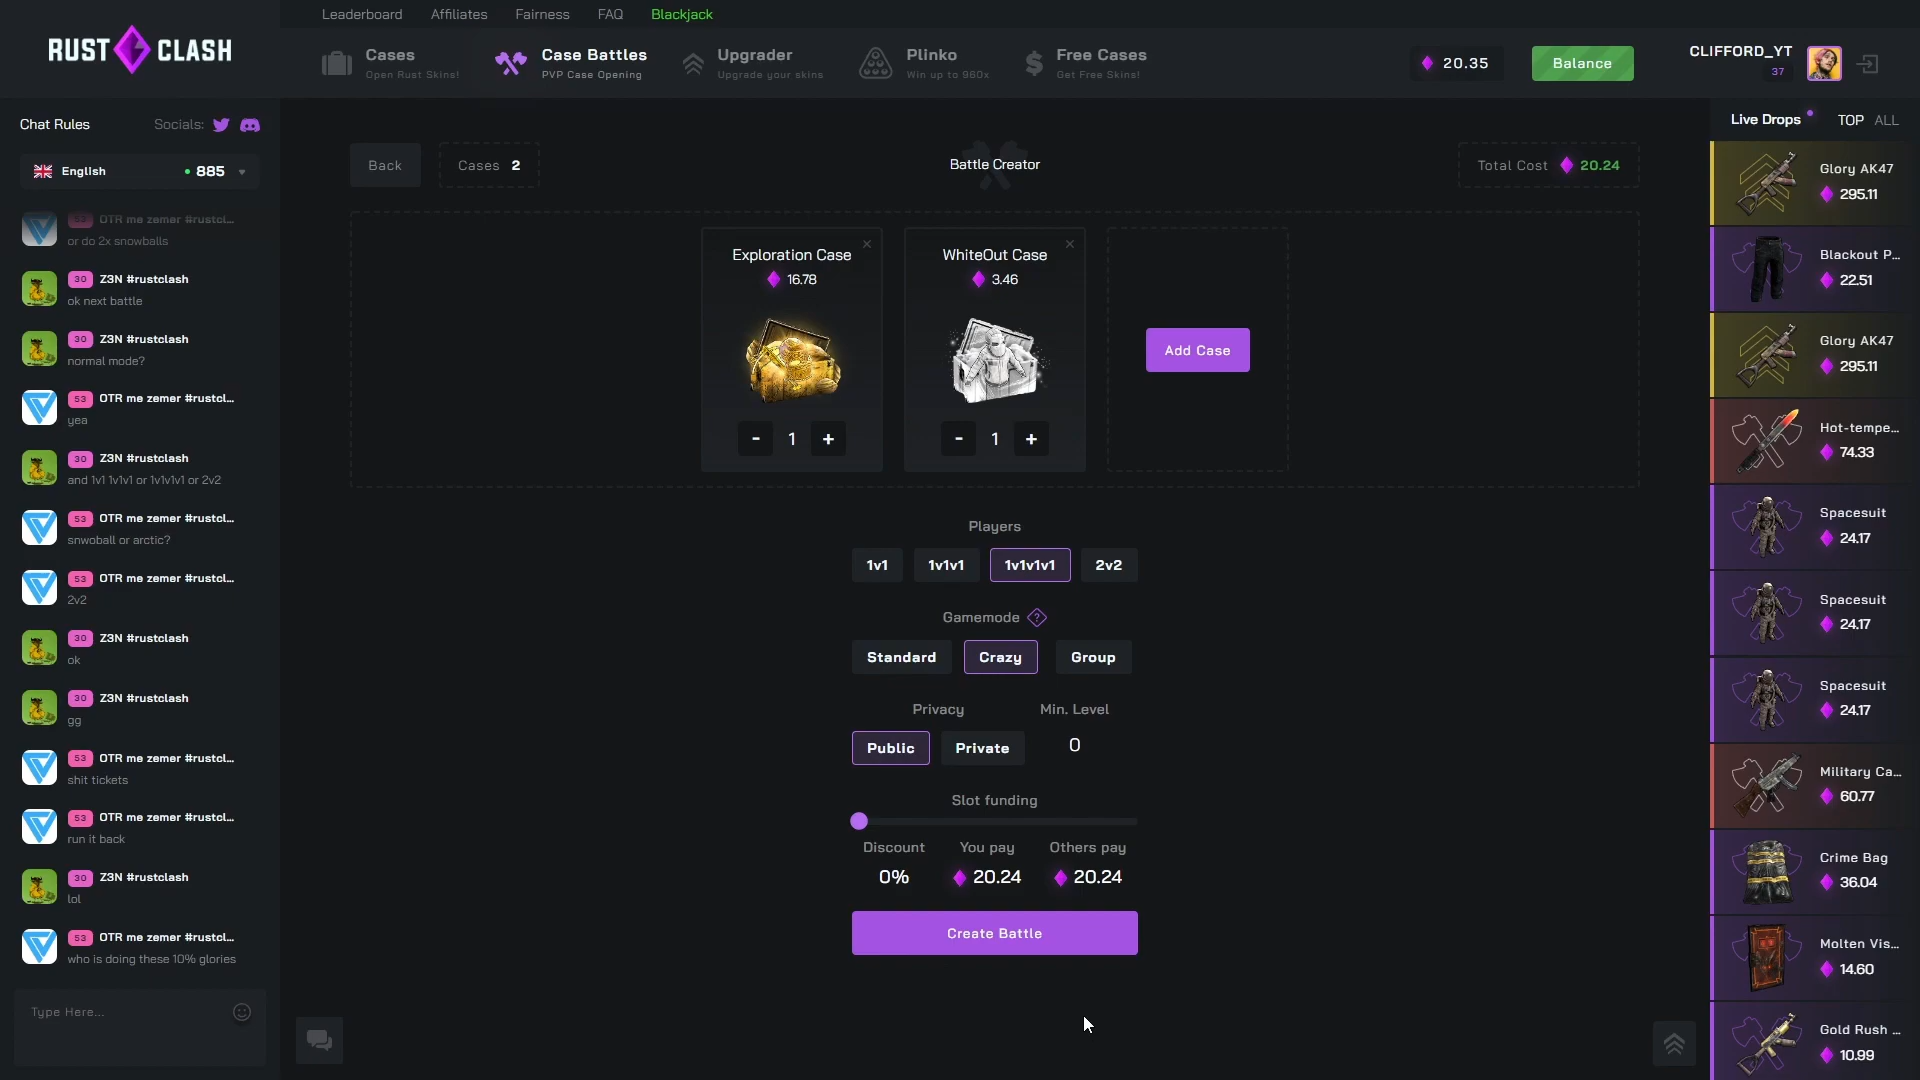 Leaderboard Affiliates Fairness FAQ Blackjack
RUST CLASH
Cases
Open Rust Skins!
Case Battles
PVP Case Opening
Upgrader
Upgrade your skins
Plinko
Win up to 980x
Free Cases
Get Free Skins!
20.35
Balance
CLIFFORD_YT
37
Chat Rules
Socials:
English
885
53 OTR me zemer #rustcl...
or do 2x snowballs
30 Z3N #rustclash
ok next battle
30 Z3N #rustclash
normal mode?
53 OTR me zemer #rustcl...
yea
30 Z3N #rustclash
and 1v1 1v1v1 or 1v1v1v1 or 2v2
53 OTR me zemer #rustcl...
snwoball or arctic?
53 OTR me zemer #rustcl...
2v2
30 Z3N #rustclash
ok
30 Z3N #rustclash
gg
53 OTR me zemer #rustcl...
shit tickets
53 OTR me zemer #rustcl...
run it back
30 Z3N #rustclash
lol
53 OTR me zemer #rustcl...
who is doing these 10% glories
Type Here...
Back
Cases 2
Battle Creator
Total Cost 20.24
Exploration Case
16.78
- 1 +
WhiteOut Case
3.46
- 1 +
Add Case
Players
1v1 1v1v1 1v1v1v1 2v2
Gamemode ?
Standard Crazy Group
Privacy Min. Level
Public Private 0
Slot funding
Discount You pay Others pay
0% 20.24 20.24
Create Battle
Live Drops TOP ALL
Glory AK47
295.11
Blackout P...
22.51
Glory AK47
295.11
Hot-tempe...
74.33
Spacesuit
24.17
Spacesuit
24.17
Spacesuit
24.17
Military Ca...
60.77
Crime Bag
36.04
Molten Vis...
14.60
Gold Rush ...
10.99